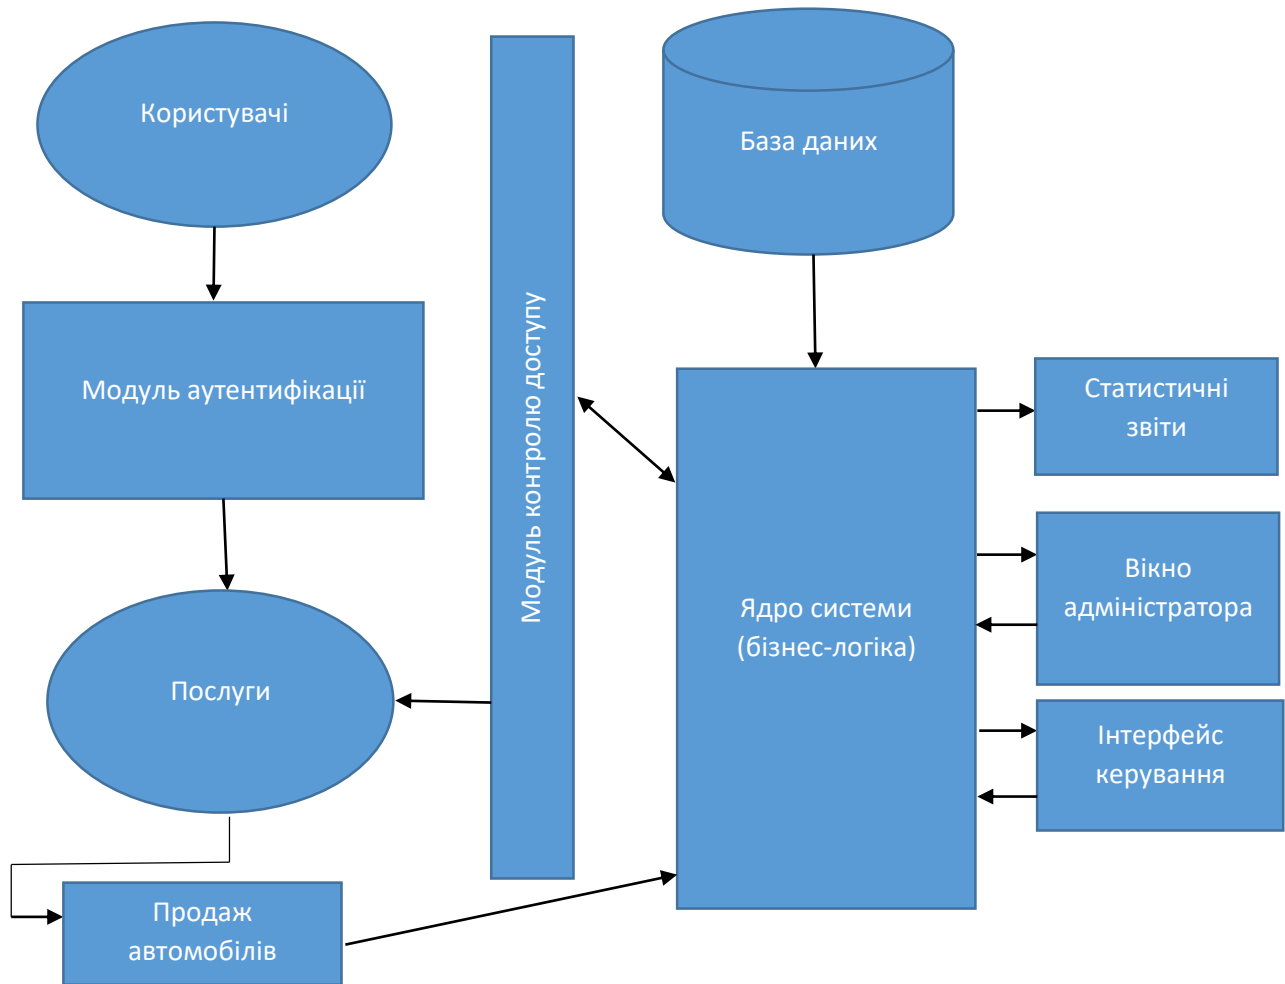 Користувачі
База даних
Модуль аутентифікації
Модуль контролю доступу
Статистичні
звіти
Вікно
адміністратора
Ядро системи
(бізнес-логіка)
Послуги
Інтерфейс
керування
Продаж
автомобілів